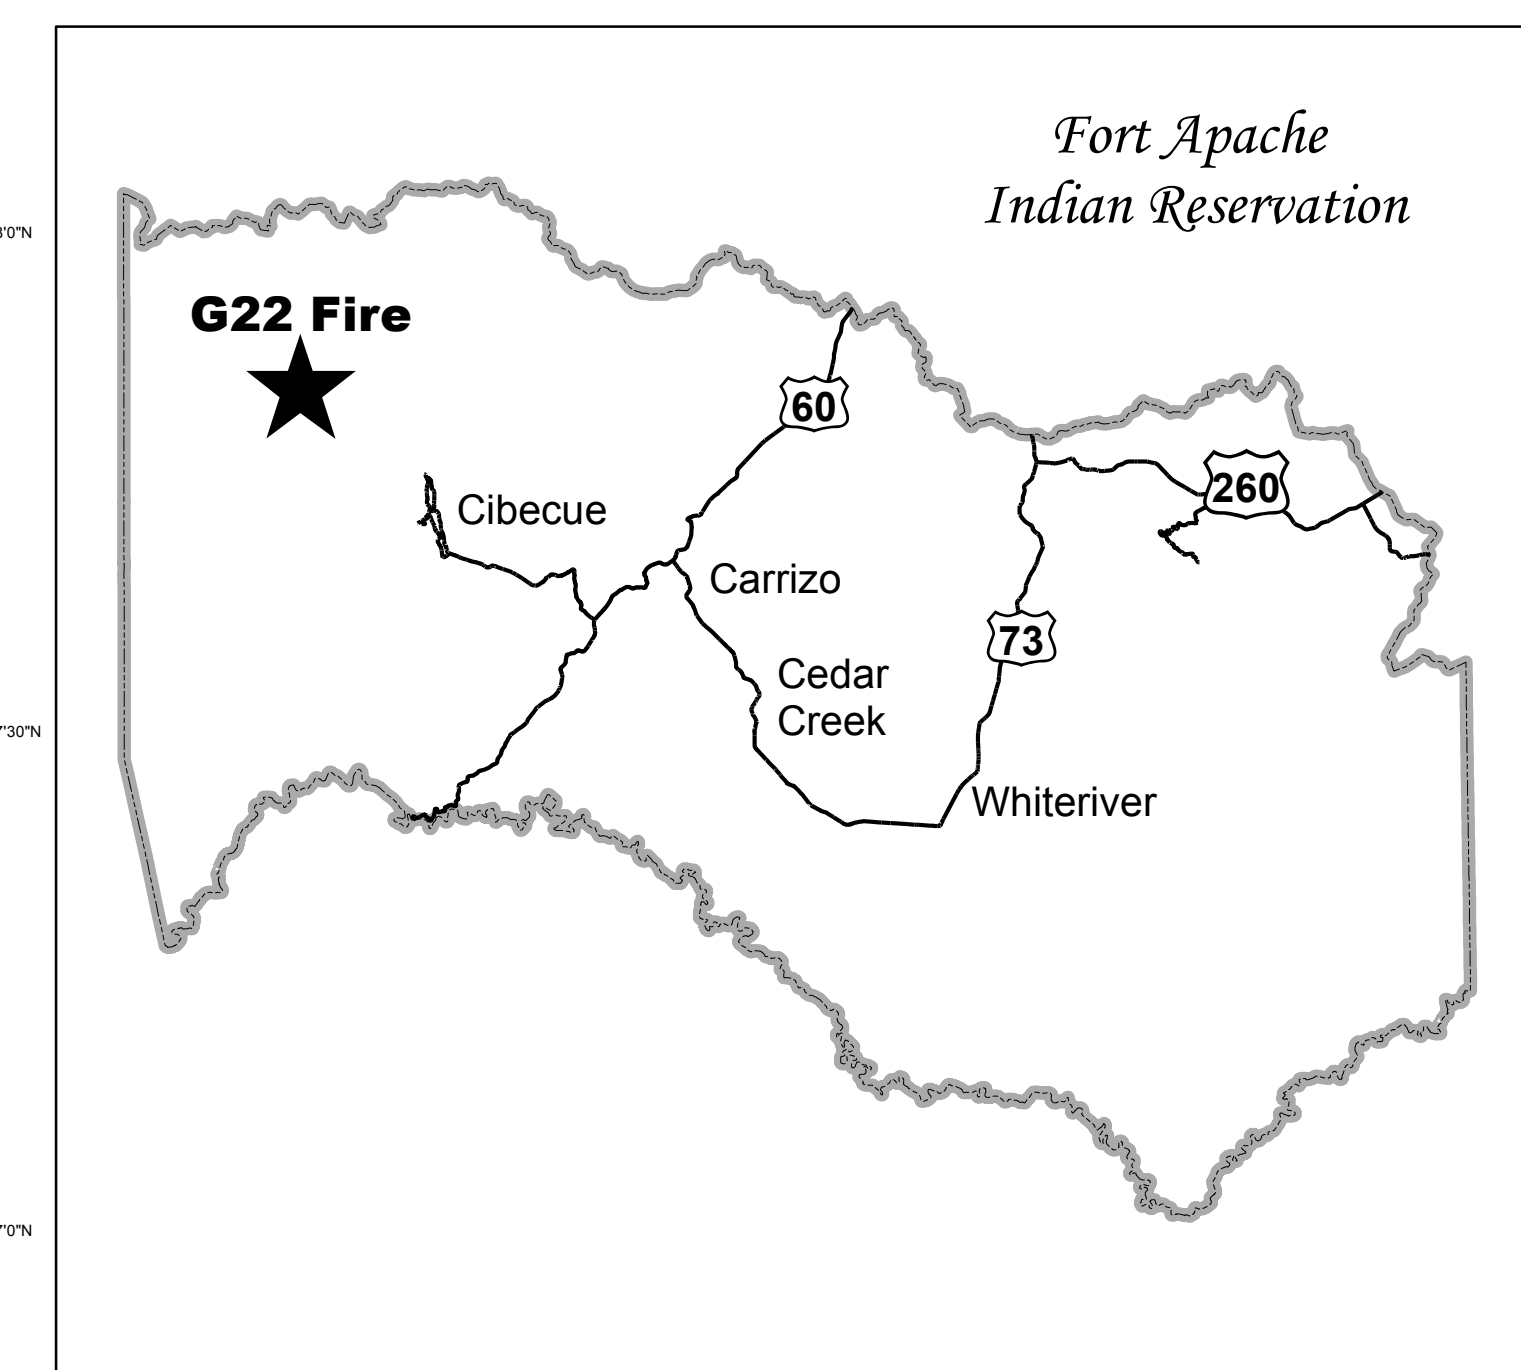 Fort Apache
Indian Reservation
G22 Fire
60
260
Cibecue
Carrizo
73
Cedar
Creek
Whiteriver